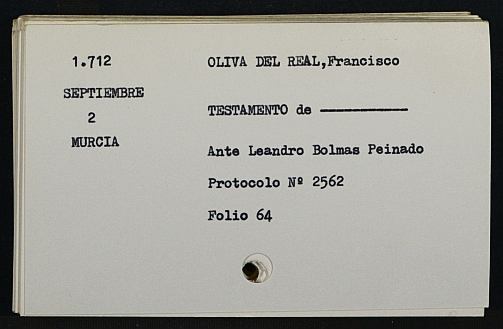 1.712
SEPTIEMBRE
2
MURCIA
OLIVA DEL REAL,Francisco
TESTAMENTO de -----------
Ante Leandro Bolmas Peinado
Protocolo Nº 2562
Folio 64